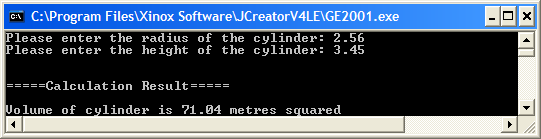 C:\Program Files\Xinox Software\JCreatorV4LE\GE2001.exe
Please enter the radius of the cylinder: 2.56
Please enter the height of the cylinder: 3.45
=====Calculation Result=====
Volume of cylinder is 71.04 metres squared